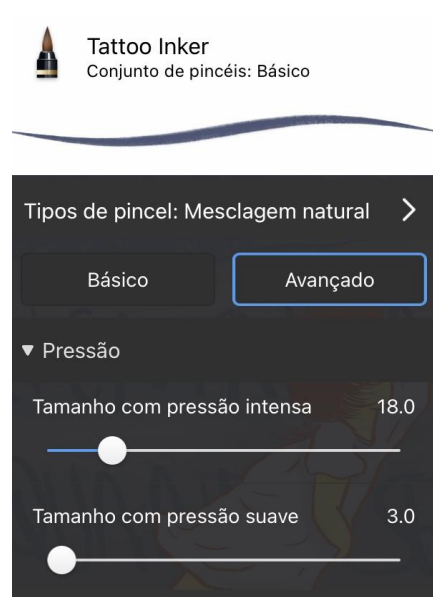 Tattoo Inker
Conjunto de pincéis: Básico
Tipos de pincel: Mesclagem natural
Básico
Avançado
Pressão
Tamanho com pressão intensa 18.0
Tamanho com pressão suave 3.0